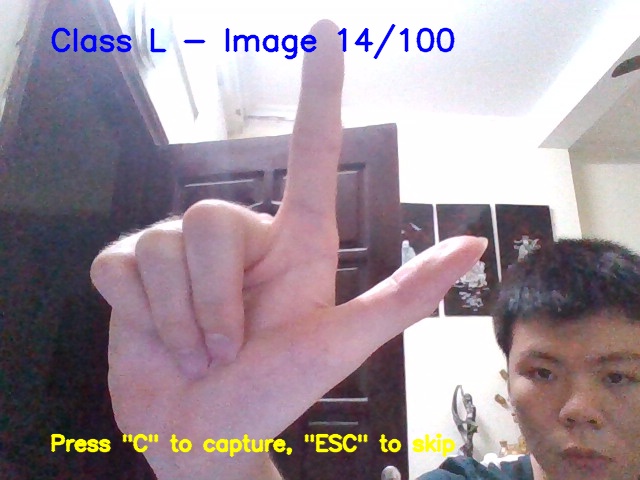 Class L - Image 14/100
Press "C" to capture, "ESC" to skip